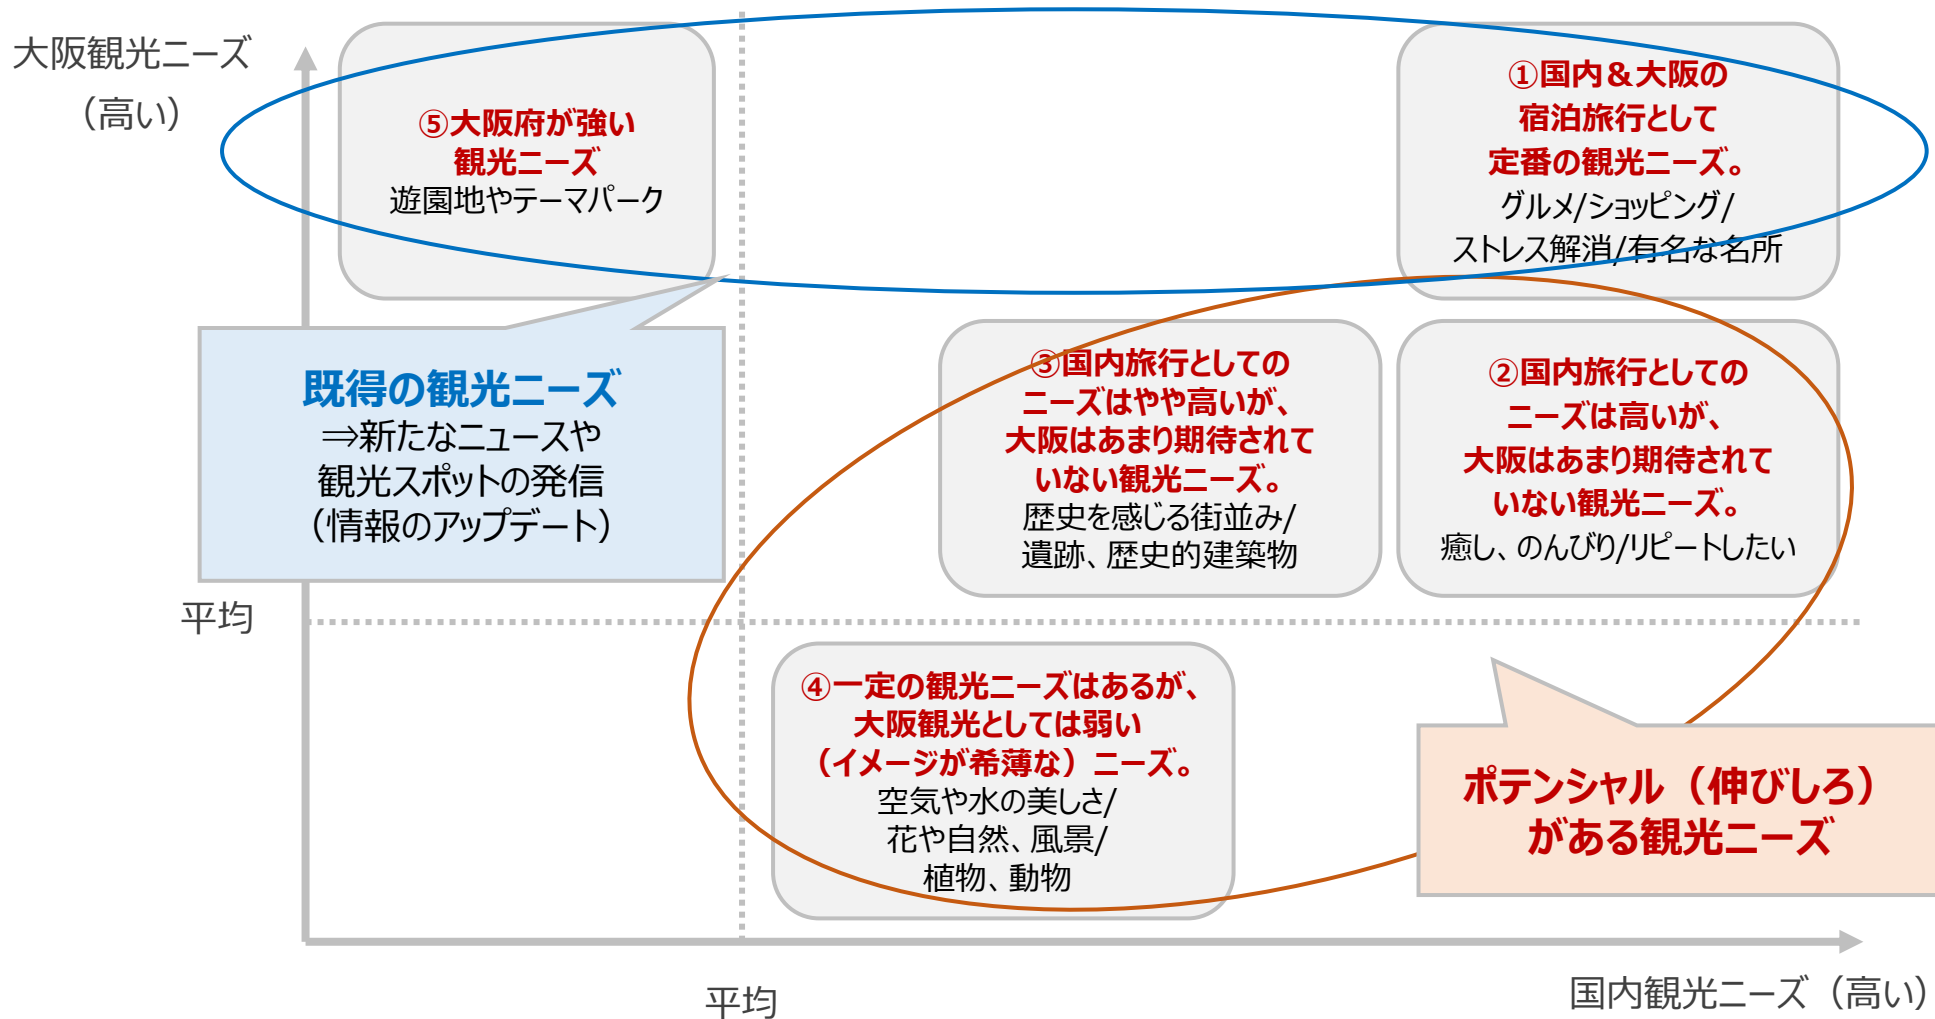 大阪観光ニーズ
（高い）
⑤大阪府が強い
観光ニーズ
遊園地やテーマパーク
①国内＆大阪の
宿泊旅行として
定番の観光ニーズ。
グルメ/ショッピング/
ストレス解消/有名な名所
既得の観光ニーズ
⇒新たなニュースや
観光スポットの発信
（情報のアップデート）
③国内旅行としての
ニーズはやや高いが、
大阪はあまり期待されて
いない観光ニーズ。
歴史を感じる街並み/
遺跡、歴史的建築物
②国内旅行としての
ニーズは高いが、
大阪はあまり期待されて
いない観光ニーズ。
癒し、のんびり/リピートしたい
平均
④一定の観光ニーズはあるが、
大阪観光としては弱い
（イメージが希薄な）ニーズ。
空気や水の美しさ/
花や自然、風景/
植物、動物
ポテンシャル（伸びしろ）
がある観光ニーズ
平均
国内観光ニーズ（高い）